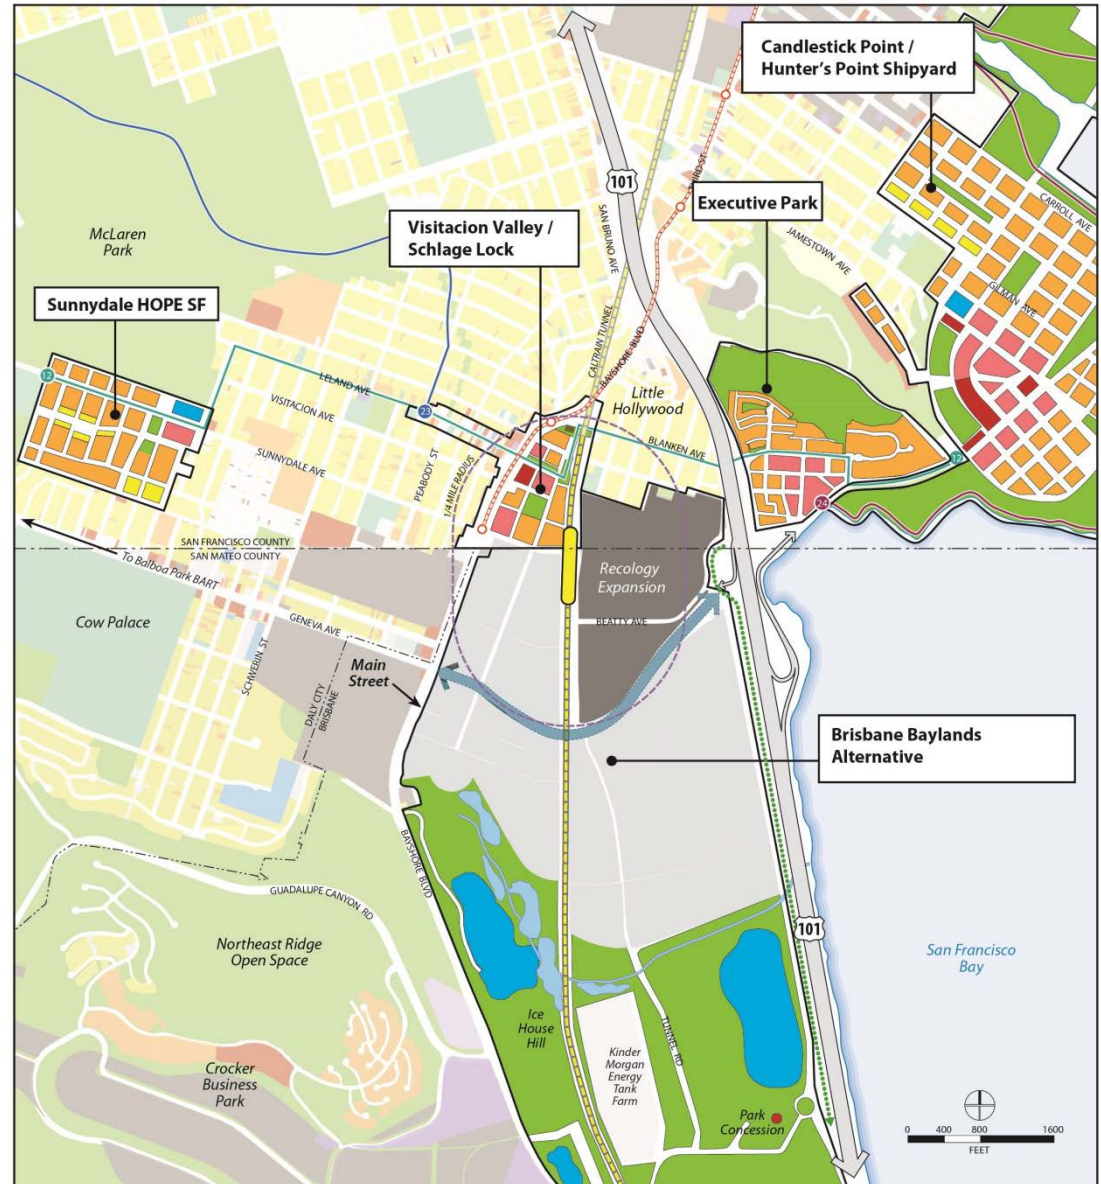 Candlestick Point /
Hunter's Point Shipyard
101
THIRD ST
Executive Park
CARROLL AVE
SAN BRUNO AVE
Visitacion Valley /
Schlage Lock
JAMESTOWN AVE
McLaren
Park
GILMAN AVE
Sunnydale HOPE SF
CALTRAIN TUNNEL
BAYSHORE BLVD
12
LELAND AVE
23
Little
Hollywood
VISITACION AVE
BLANKEN AVE
SUNNYDALE AVE
PEABODY ST
1/4 MILE RADIUS
12
24
SAN FRANCISCO COUNTY
SAN MATEO COUNTY
To Balboa Park BART
Recology
Expansion
Cow Palace
GENEVA AVE
BEATTY AVE
SCHWERIN ST
Main
Street
DALY CITY
BRISBANE
Brisbane Baylands
Alternative
BAYSHORE BLVD
GUADALUPE CANYON RD
101
Northeast Ridge
Open Space
San Francisco
Bay
Ice
House
Hill
TUNNEL RD
Kinder
Morgan
Energy
Tank
Farm
Crocker
Business
Park
Park
Concession
0 400 800 1600
FEET